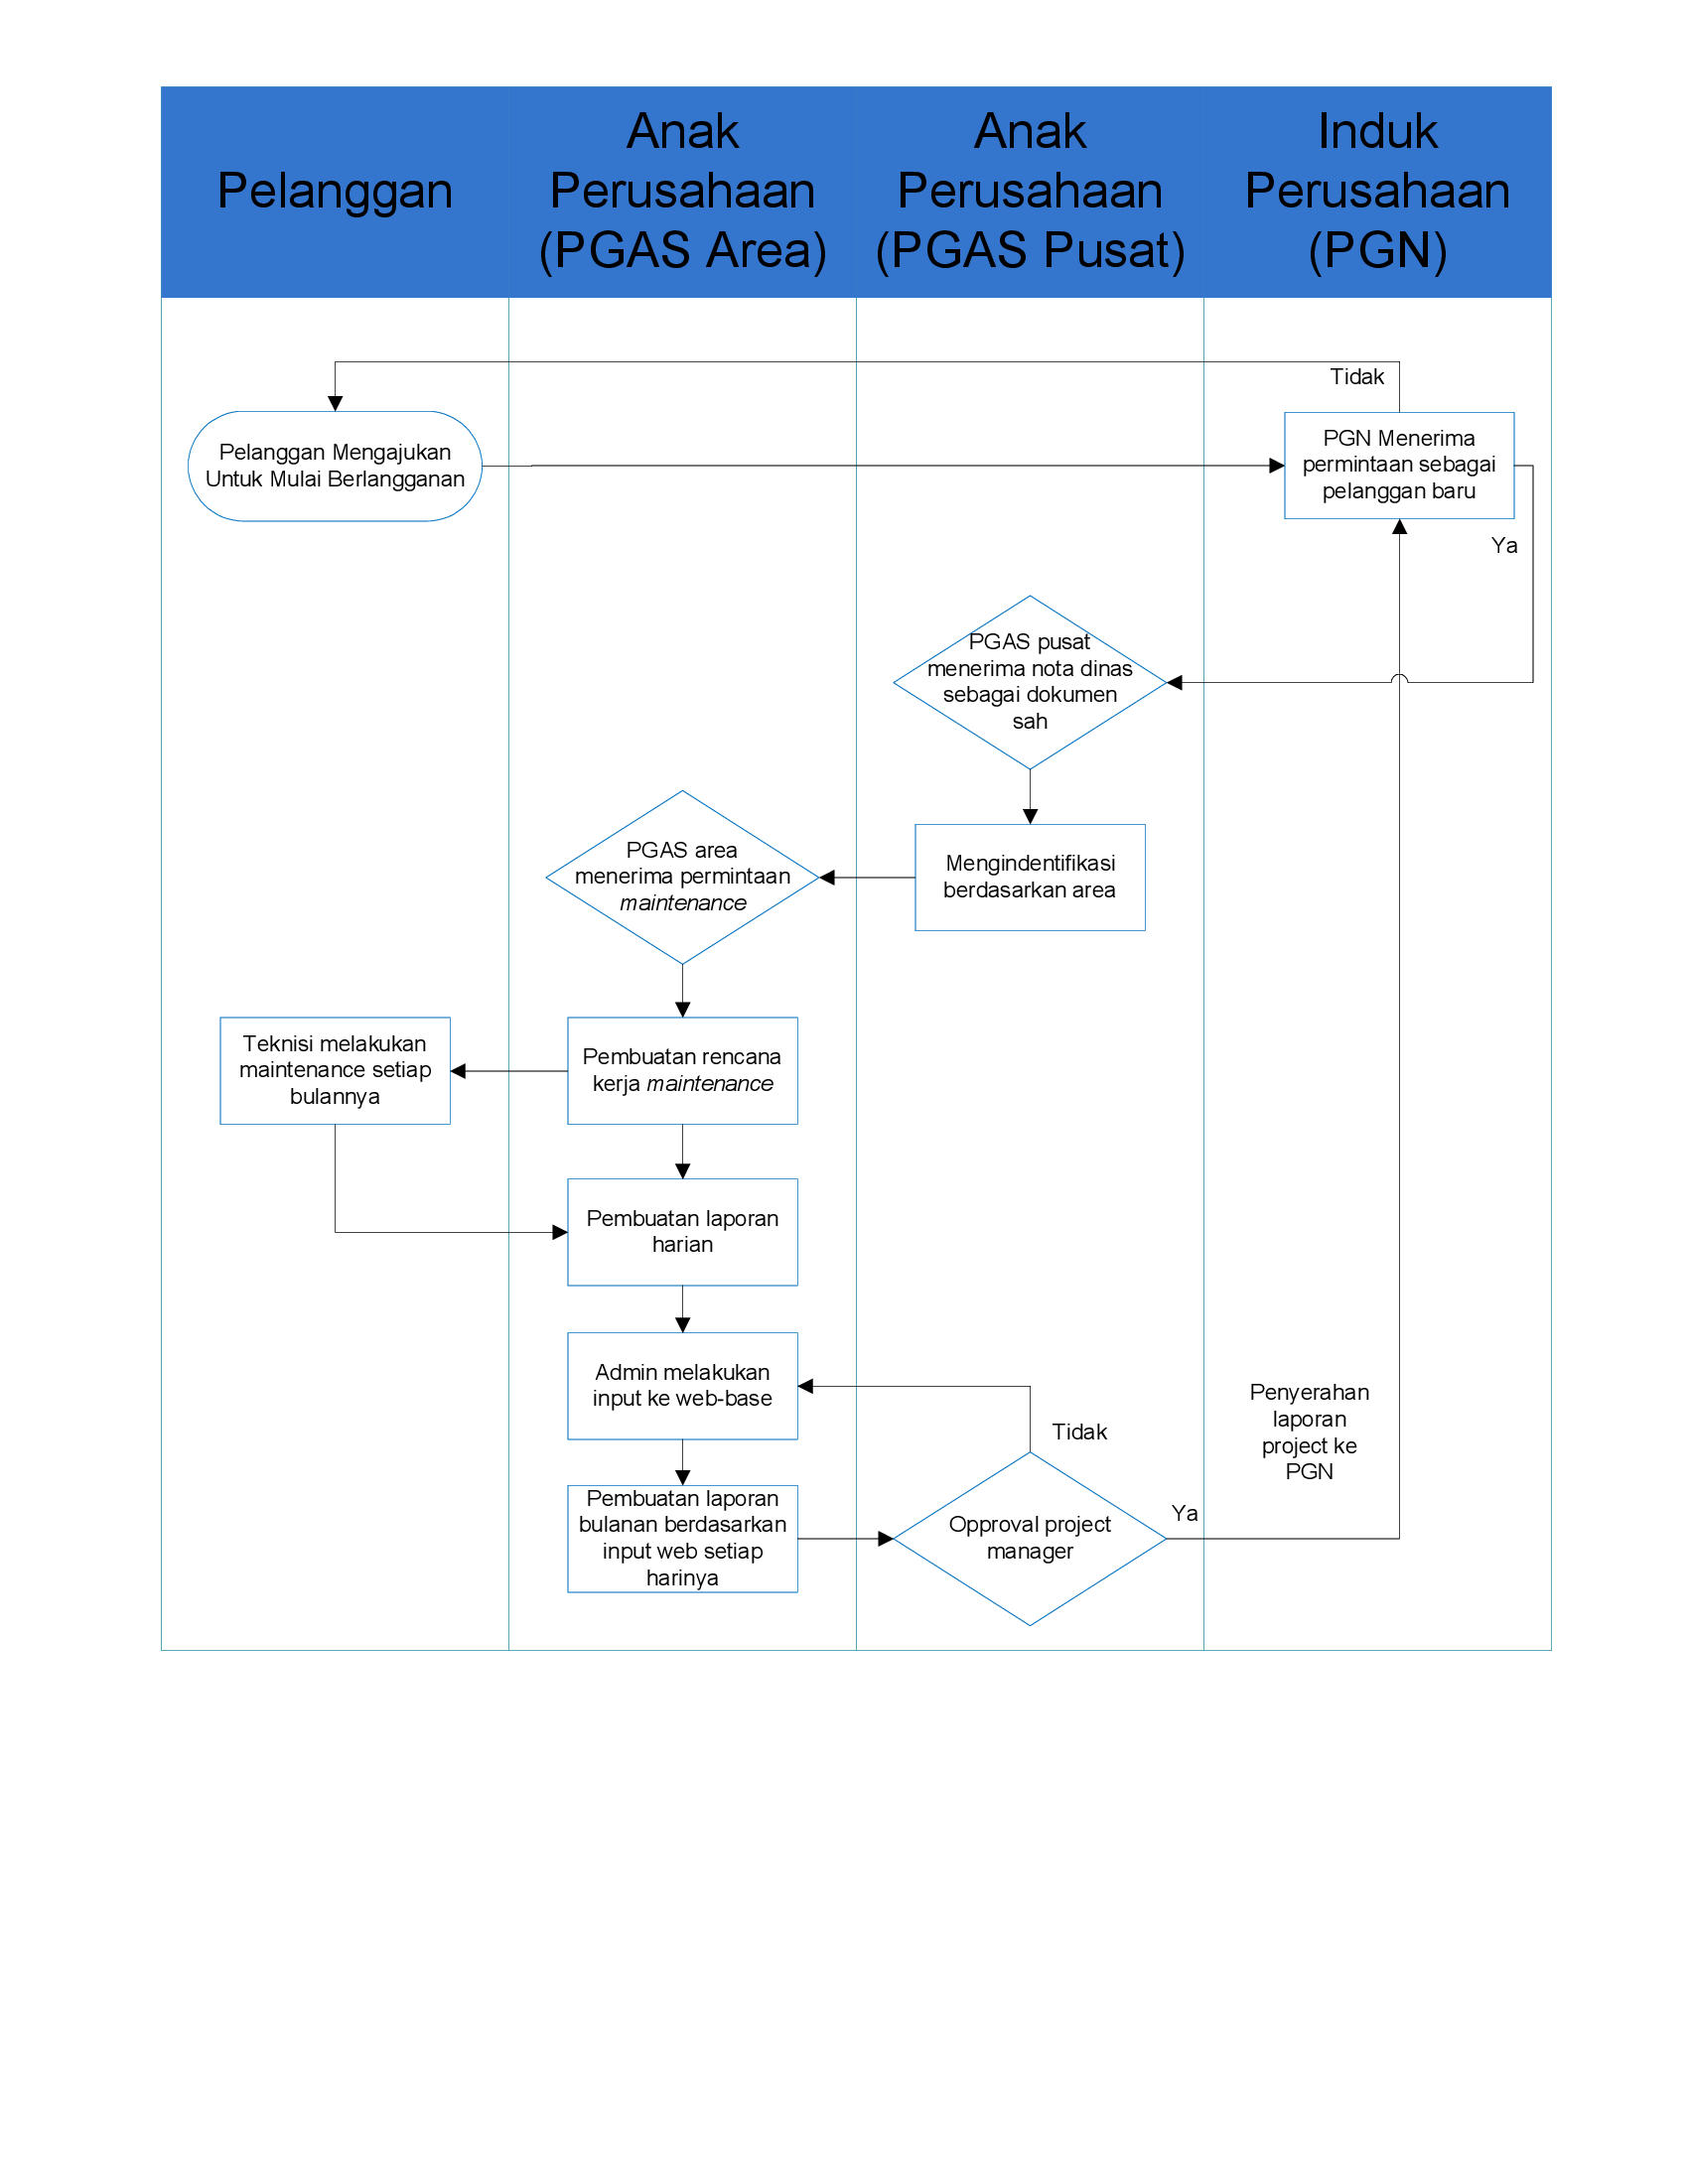 Pelanggan
Anak
Perusahaan
(PGAS Area)
Anak
Perusahaan
(PGAS Pusat)
Induk
Perusahaan
(PGN)
Tidak
Pelanggan Mengajukan
Untuk Mulai Berlangganan
PGN Menerima
permintaan sebagai
pelanggan baru
Ya
PGAS pusat
menerima nota dinas
sebagai dokumen
sah
Mengindentifikasi
berdasarkan area
PGAS area
menerima permintaan
maintenance
Pembuatan rencana
kerja maintenance
Teknisi melakukan
maintenance setiap
bulannya
Pembuatan laporan
harian
Admin melakukan
input ke web-base
Tidak
Pembuatan laporan
bulanan berdasarkan
input web setiap
harinya
Opproval project
manager
Ya
Penyerahan
laporan
project ke
PGN